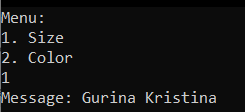 Menu:
1. Size
2. Color
1
Message: Gurina Kristina